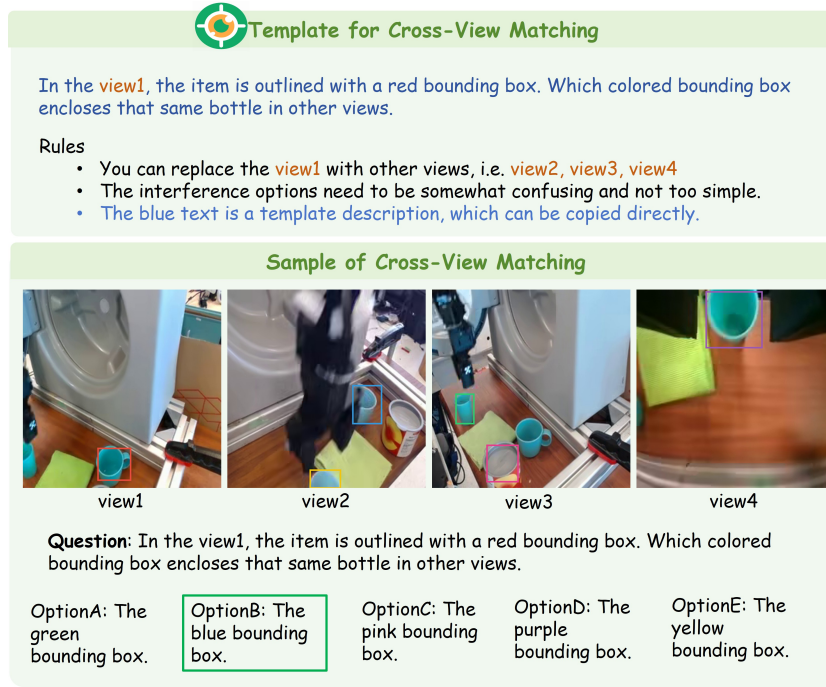 Template for Cross-View Matching
In the view1, the item is outlined with a red bounding box. Which colored bounding box
encloses that same bottle in other views.
Rules
• You can replace the view1 with other views, i.e. view2, view3, view4
• The interference options need to be somewhat confusing and not too simple.
• The blue text is a template description, which can be copied directly.
Sample of Cross-View Matching
view1
view2
view3
view4
Question: In the view1, the item is outlined with a red bounding box. Which colored
bounding box encloses that same bottle in other views.
OptionA: The
green
bounding box.
OptionB: The
blue bounding
box.
OptionC: The
pink bounding
box.
OptionD: The
purple
bounding box.
OptionE: The
yellow
bounding box.